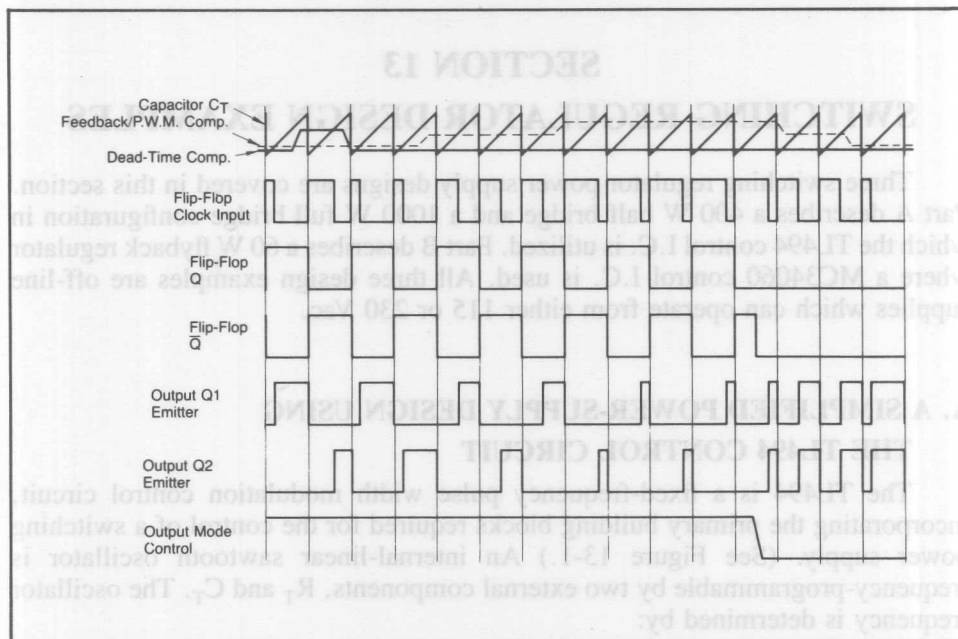 Capacitor CT
Feedback/P.W.M. Comp.
Dead-Time Comp.
Flip-Flop
Clock Input
Flip-Flop
Q
Flip-Flop
Q̅
Output Q1
Emitter
Output Q2
Emitter
Output Mode
Control
SECTION 13
SWITCHING REGULATOR DESIGN EXAMPLES
Three switching regulator power supply designs are covered in this section.
Part A describes a 400 W half bridge and a 1000 W full bridge configuration in
which the TL494 control I.C. is utilized. Part B describes a 60 W flyback regulator
where a MC34060 control I.C. is used. All three design examples are off-line
supplies which can operate from either 115 or 230 Vac.
A. A SIMPLIFIED POWER-SUPPLY DESIGN USING
THE TL494 CONTROL CIRCUIT
The TL494 is a fixed-frequency pulse width modulation control circuit,
incorporating the primary building blocks required for the control of a switching
power supply. (See Figure 13-1.) An internal-linear sawtooth oscillator is
frequency-programmable by two external components, RT and CT. The oscillator
frequency is determined by: